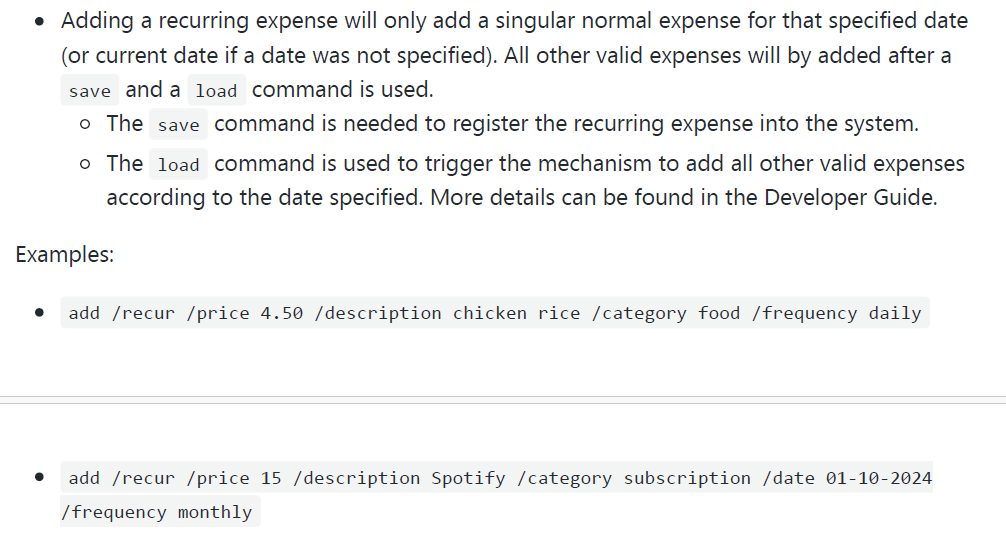 Adding a recurring expense will only add a singular normal expense for that specified date
(or current date if a date was not specified). All other valid expenses will by added after a
save and a load command is used.
The save command is needed to register the recurring expense into the system.
The load command is used to trigger the mechanism to add all other valid expenses
according to the date specified. More details can be found in the Developer Guide.
Examples:
add /recur /price 4.50 /description chicken rice /category food /frequency daily
add /recur /price 15 /description Spotify /category subscription /date 01-10-2024
/frequency monthly